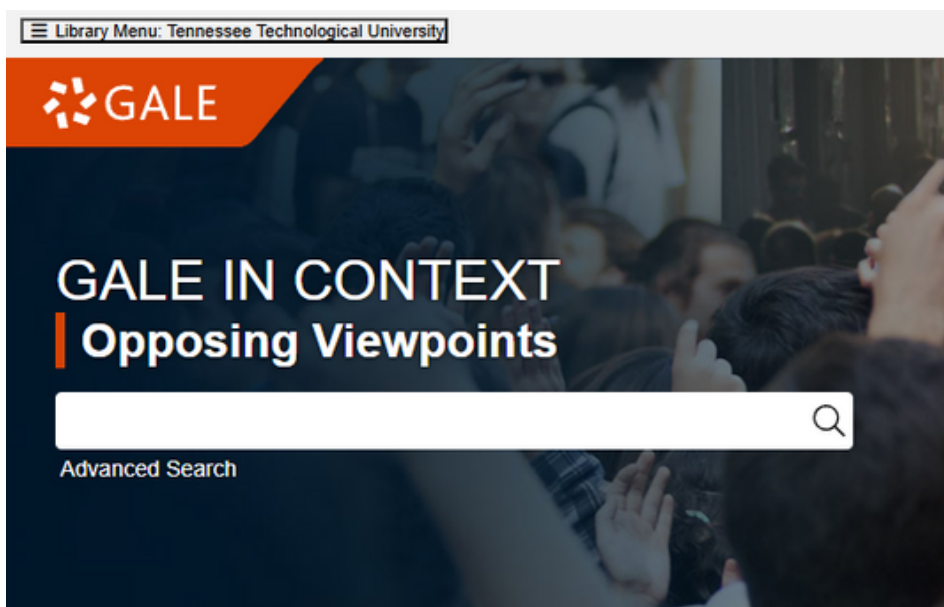 ☰ Library Menu: Tennessee Technological University
GALE
GALE IN CONTEXT
Opposing Viewpoints
Advanced Search